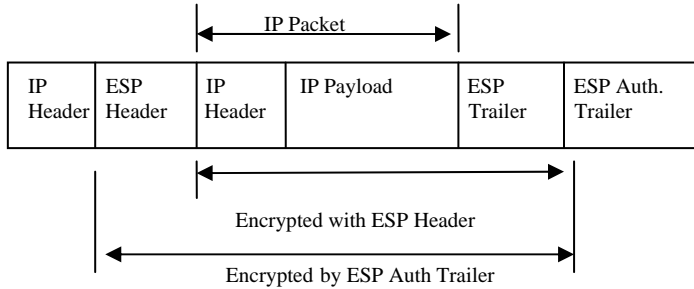 IP Packet
IP Header
ESP Header
IP Header
IP Payload
ESP Trailer
ESP Auth. Trailer
Encrypted with ESP Header
Encrypted by ESP Auth Trailer